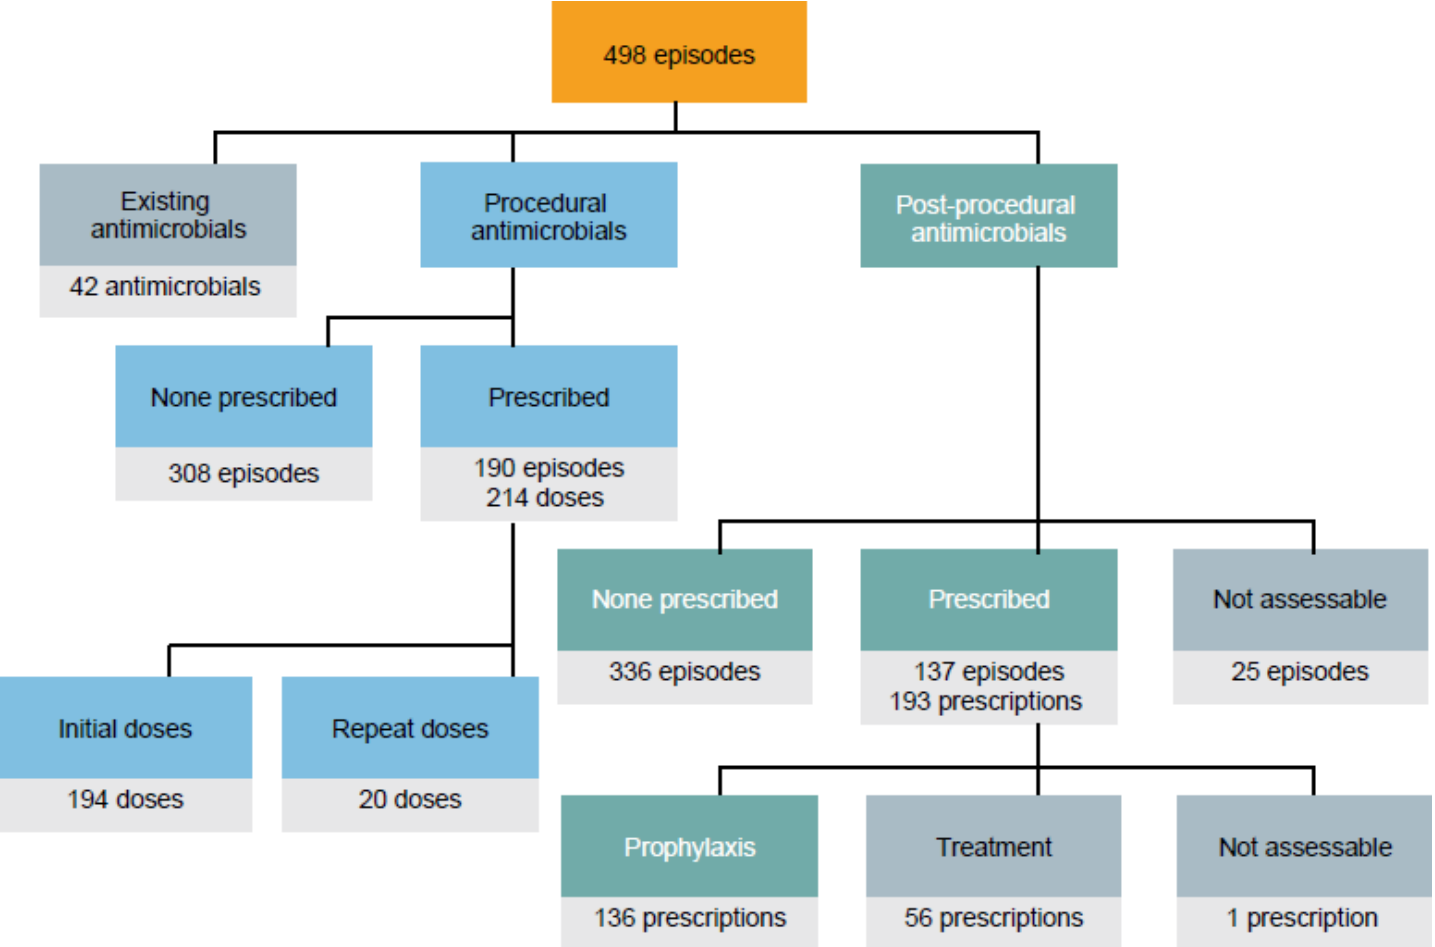 498 episodes
Existing
antimicrobials
42 antimicrobials
Procedural
antimicrobials
Post-procedural
antimicrobials
None prescribed
308 episodes
Prescribed
190 episodes
214 doses
None prescribed
336 episodes
Prescribed
137 episodes
193 prescriptions
Not assessable
25 episodes
Initial doses
194 doses
Repeat doses
20 doses
Prophylaxis
136 prescriptions
Treatment
56 prescriptions
Not assessable
1 prescription